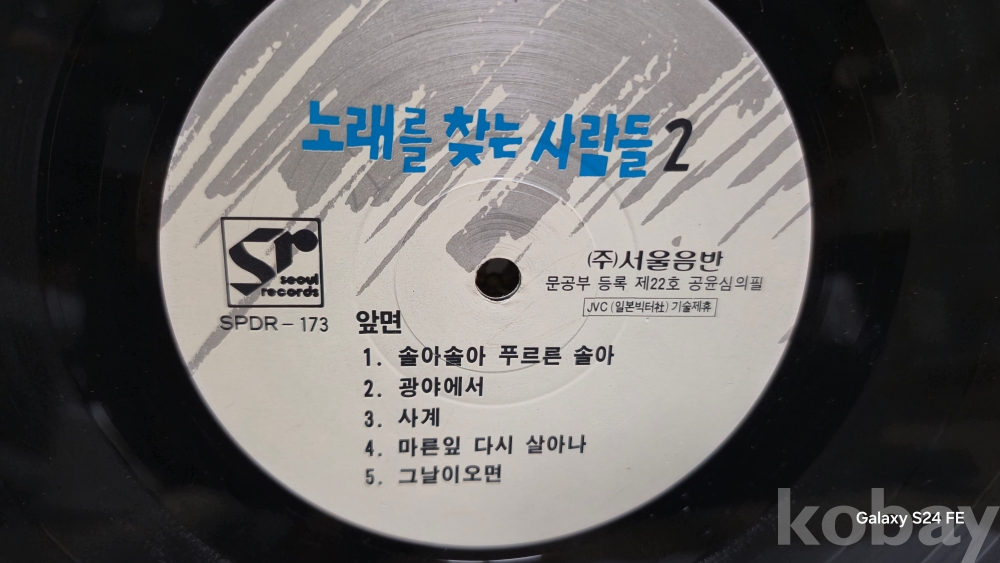 노래를 찾는 사람들 2
Sr
seoul
records
SPDR-173
(주)서울음반
문공부 등록 제22호 공윤심의필
JVC (일본빅터社) 기술제휴
앞면
1. 솔아솔아 푸르른 솔아
2. 광야에서
3. 사계
4. 마른잎 다시 살아나
5. 그날이오면
kobay
Galaxy S24 FE